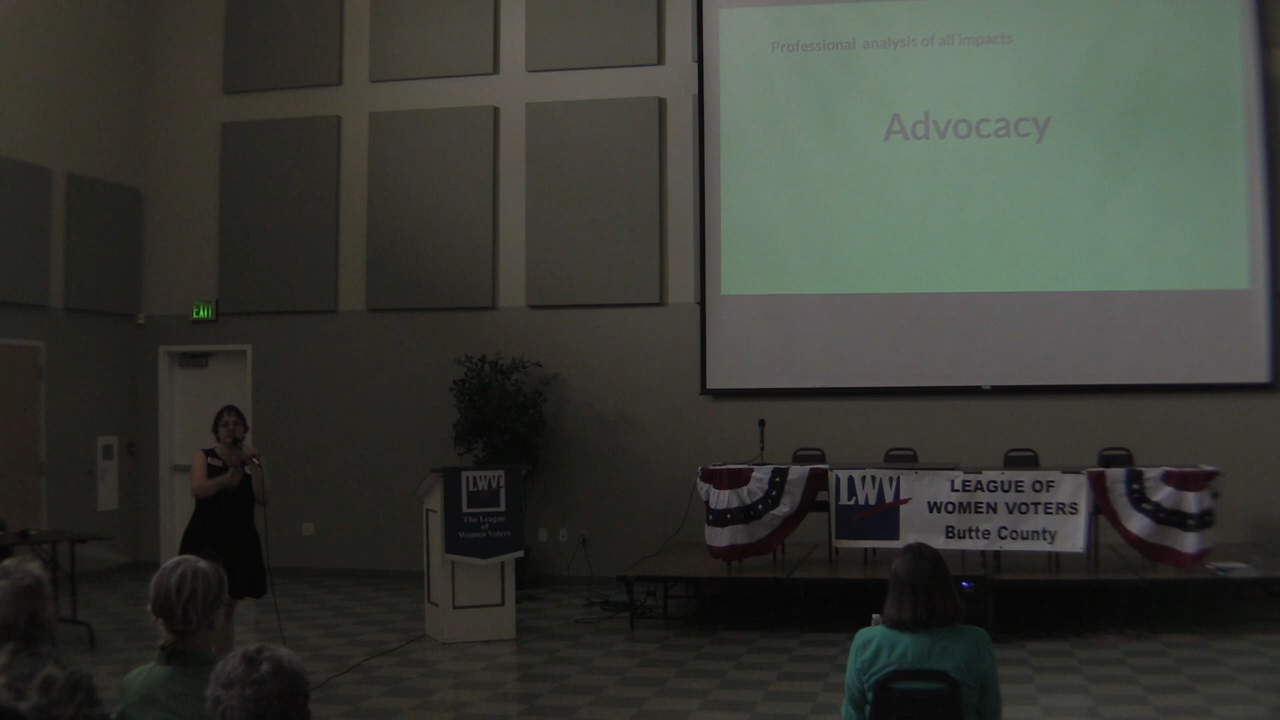 Professional analysis of all impacts
Advocacy
EXIT
LWV
The League
of
Women Voters
LWV
LEAGUE OF
WOMEN VOTERS
Butte County